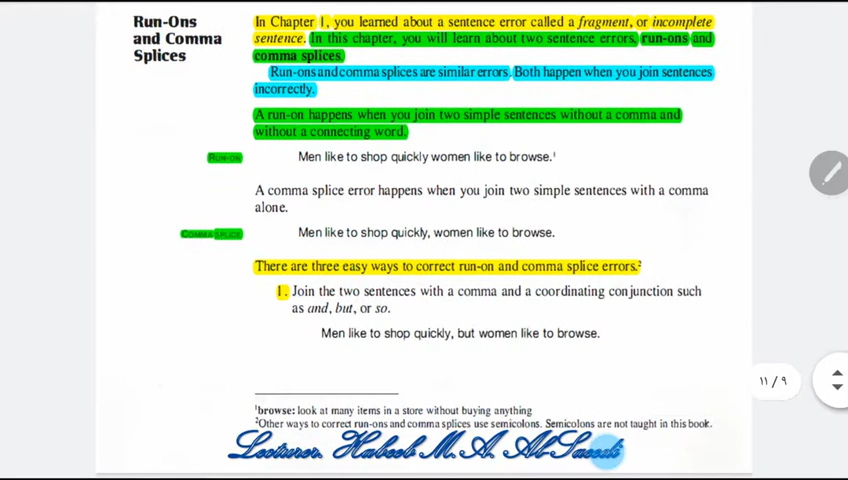 Run-Ons
and Comma
Splices
In Chapter 1, you learned about a sentence error called a fragment, or incomplete
sentence. In this chapter, you will learn about two sentence errors, run-ons and
comma splices.
Run-ons and comma splices are similar errors. Both happen when you join sentences
incorrectly.
A run-on happens when you join two simple sentences without a comma and
without a connecting word.
RUN-ON
Men like to shop quickly women like to browse.¹
A comma splice error happens when you join two simple sentences with a comma
alone.
COMMA SPLICE
Men like to shop quickly, women like to browse.
There are three easy ways to correct run-on and comma splice errors.²
1. Join the two sentences with a comma and a coordinating conjunction such
as and, but, or so.
Men like to shop quickly, but women like to browse.
١١ / ٩
¹browse: look at many items in a store without buying anything
²Other ways to correct run-ons and comma splices use semicolons. Semicolons are not taught in this book.
Lecturer. Habeeb M. A. Al-Saeedi